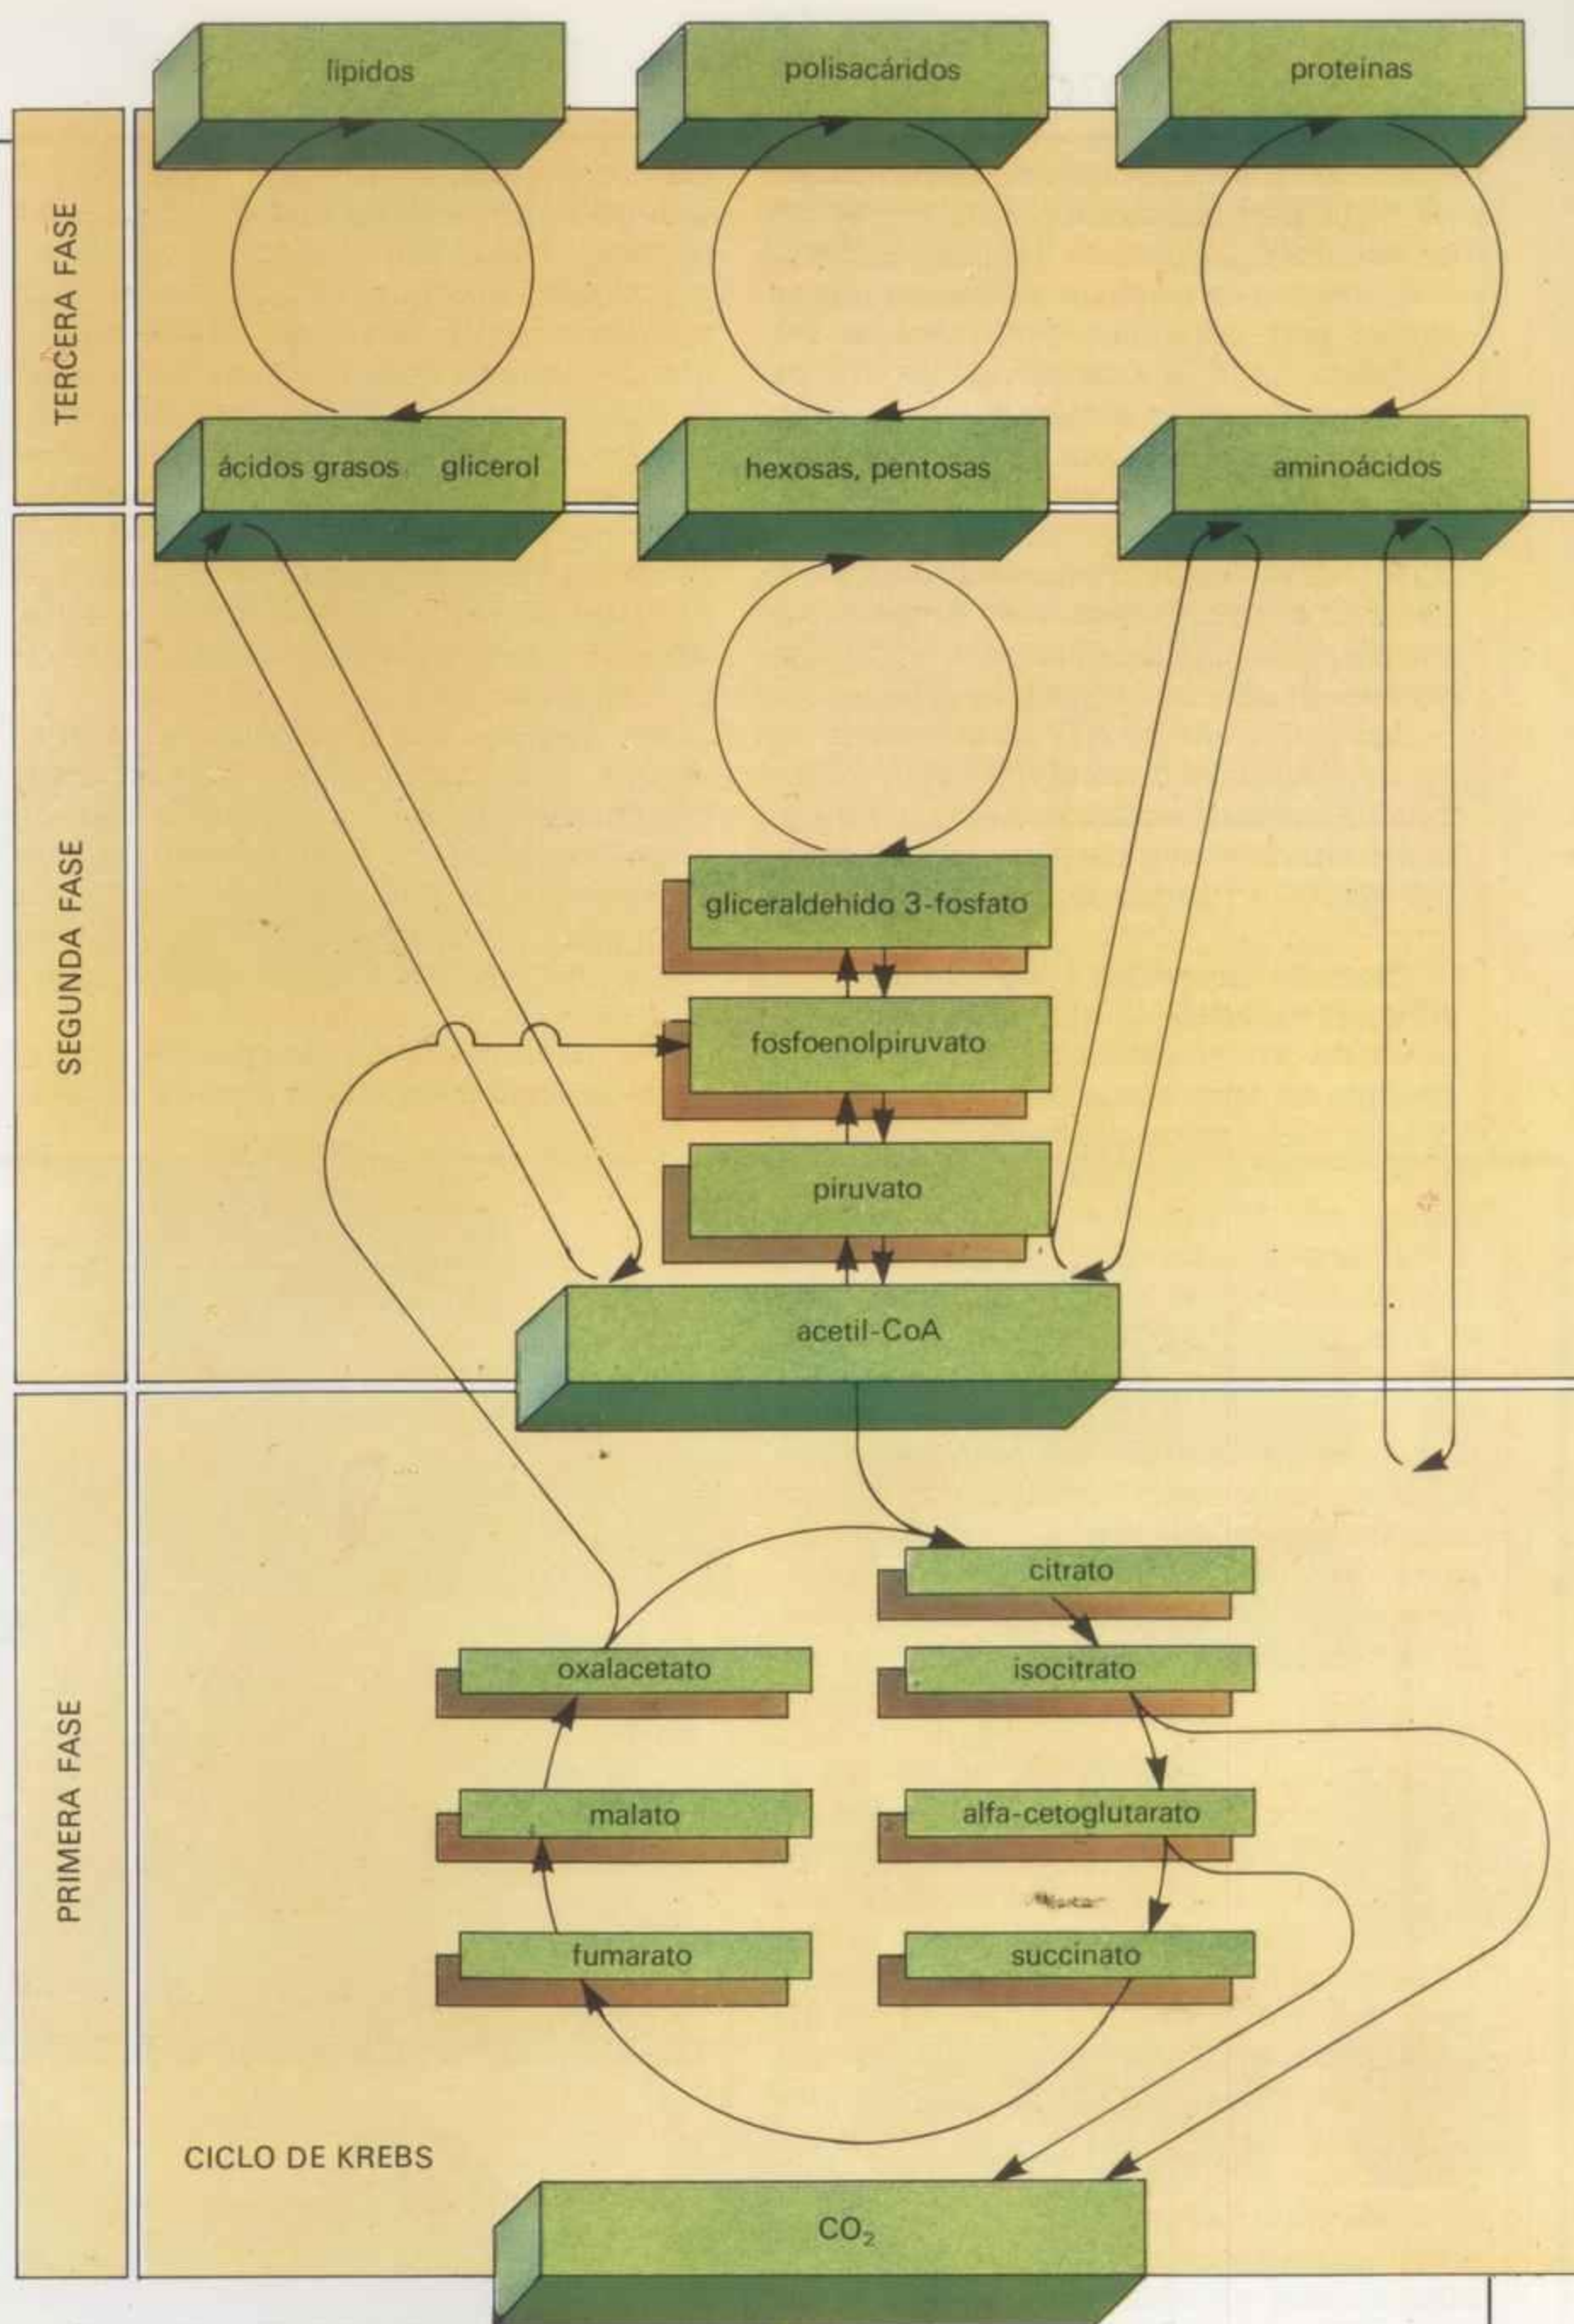 lípidos
polisacáridos
proteínas
TERCERA FASE
ácidos grasos glicerol
hexosas, pentosas
aminoácidos
SEGUNDA FASE
gliceraldehído 3-fosfato
fosfoenolpiruvato
piruvato
acetil-CoA
PRIMERA FASE
citrato
oxalacetato
isocitrato
malato
alfa-cetoglutarato
fumarato
succinato
CICLO DE KREBS
CO₂